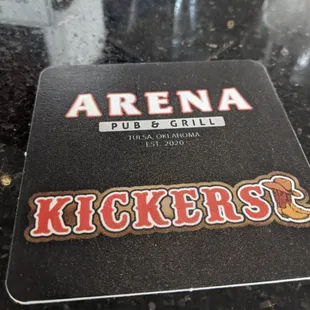 ARENA
PUB & GRILL
TULSA, OKLAHOMA
EST. 2020
KICKERS